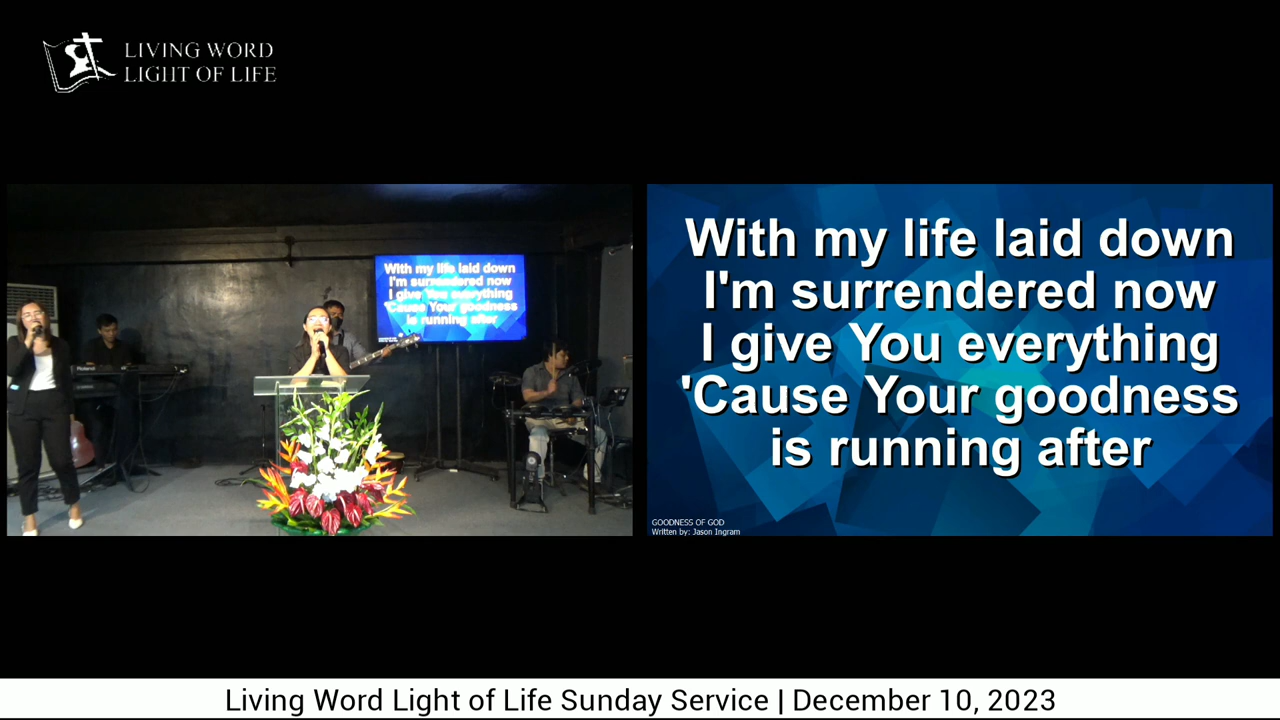 LIVING WORD
LIGHT OF LIFE
With my life laid down
I'm surrendered now
I give You everything
'Cause Your goodness
is running after
Roland
With my life laid down
I'm surrendered now
I give You everything
'Cause Your goodness
is running after
GOODNESS OF GOD
Written by: Jason Ingram
Living Word Light of Life Sunday Service | December 10, 2023